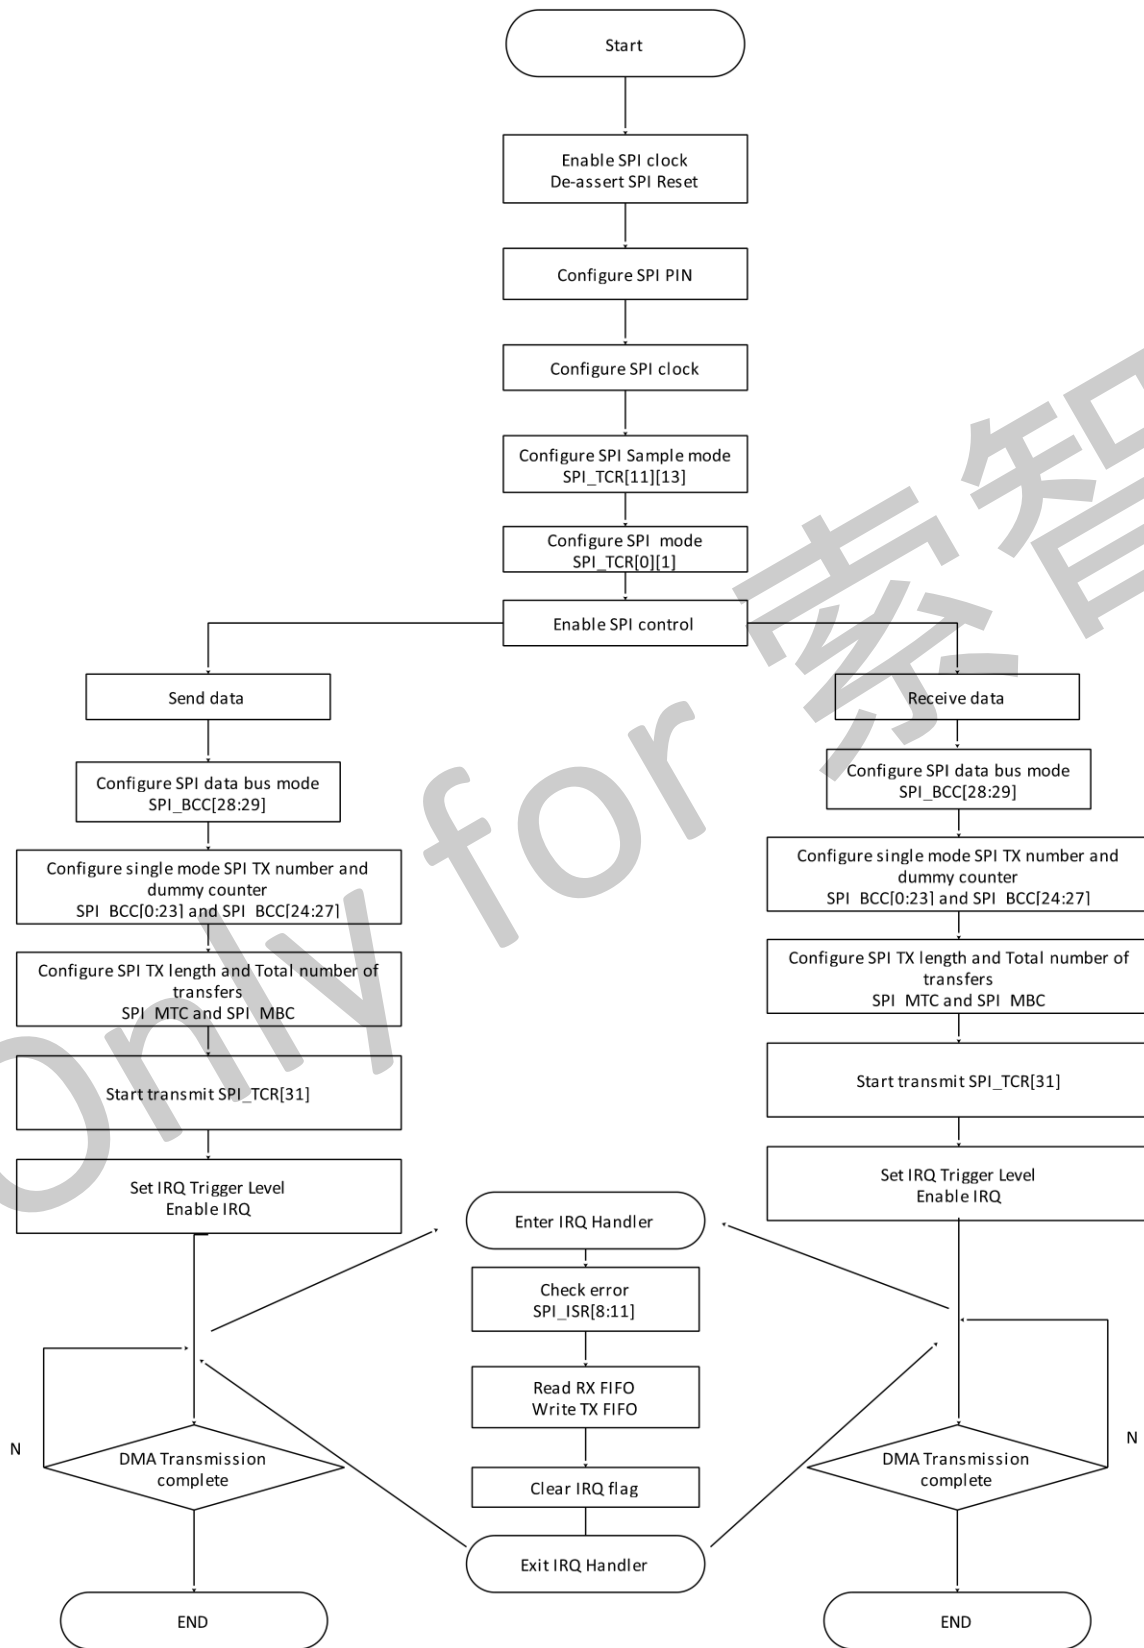 Start
Enable SPI clock
De-assert SPI Reset
Configure SPI PIN
Configure SPI clock
Configure SPI Sample mode
SPI_TCR[11][13]
Configure SPI mode
SPI_TCR[0][1]
Enable SPI control
Send data
Configure SPI data bus mode
SPI_BCC[28:29]
Configure single mode SPI TX number and
dummy counter
SPI_BCC[0:23] and SPI_BCC[24:27]
Configure SPI TX length and Total number of
transfers
SPI_MTC and SPI_MBC
Start transmit SPI_TCR[31]
Set IRQ Trigger Level
Enable IRQ
N
DMA Transmission
complete
END
Receive data
Configure SPI data bus mode
SPI_BCC[28:29]
Configure single mode SPI TX number and
dummy counter
SPI_BCC[0:23] and SPI_BCC[24:27]
Configure SPI TX length and Total number of
transfers
SPI_MTC and SPI_MBC
Start transmit SPI_TCR[31]
Set IRQ Trigger Level
Enable IRQ
DMA Transmission
complete
N
END
Enter IRQ Handler
Check error
SPI_ISR[8:11]
Read RX FIFO
Write TX FIFO
Clear IRQ flag
Exit IRQ Handler
Only for 索智